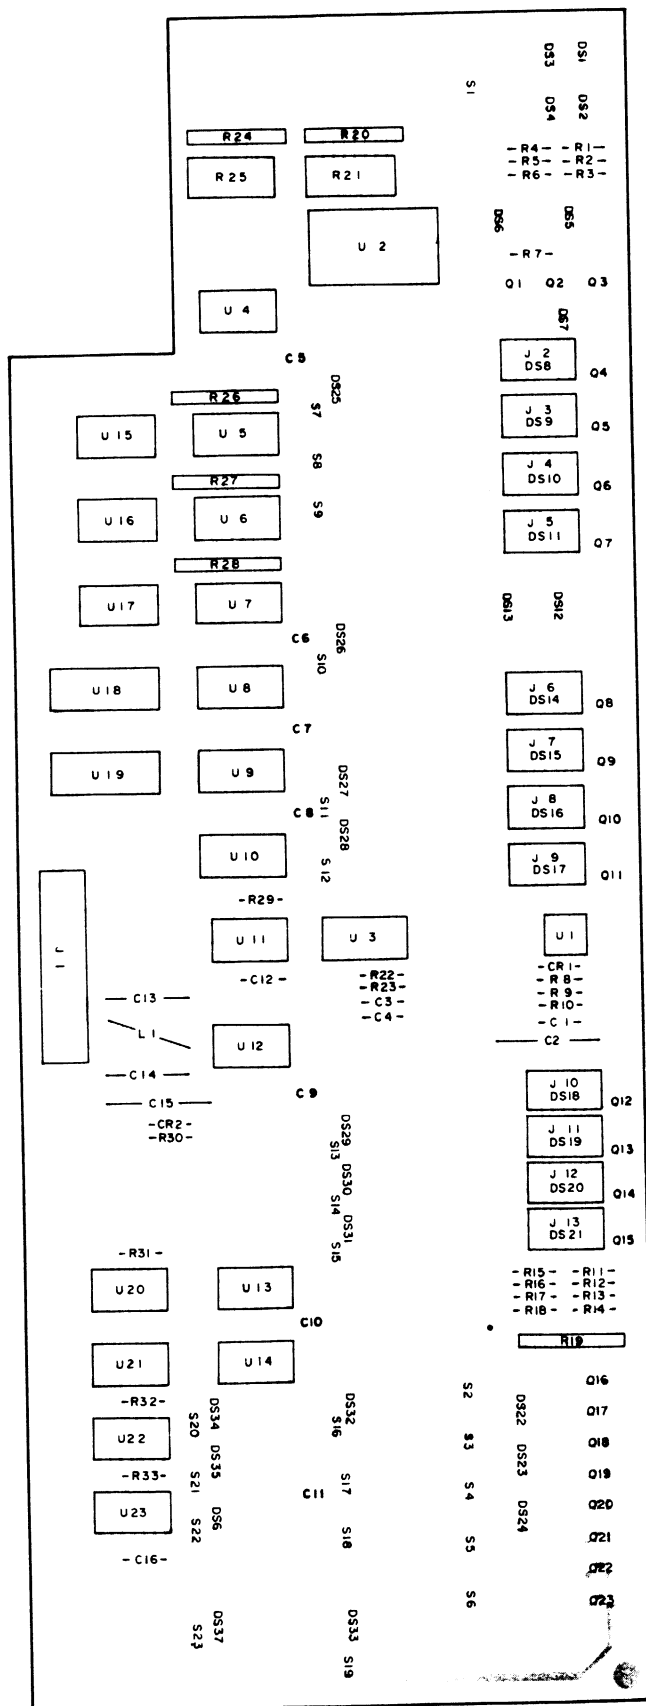 DS3
DS1
S1
DS4
DS2
R24
R20
-R4-
-R1-
-R5-
-R2-
-R6-
-R3-
R25
R21
DS6
DS5
U 2
-R7-
Q1
Q2
Q3
U 4
DS7
C5
J 2
DS8
Q4
DS25
R26
S7
J 3
DS9
Q5
U 15
U 5
S8
J 4
DS10
Q6
R27
S9
U 16
U 6
J 5
DS11
Q7
R28
U 17
U 7
DS13
DS12
C6
DS26
S10
U 18
U 8
J 6
DS14
Q8
C7
J 7
DS15
Q9
U 19
U 9
DS27
S11
C8
J 8
DS16
Q10
DS28
U 10
S12
J 9
DS17
Q11
-R29-
J 1
U 11
U 3
U 1
-C12-
-R22-
-CR1-
-R23-
-R8-
-C13-
-C3-
-R9-
-C4-
-R10-
L1
-C1-
U 12
C2
C14
C9
J 10
DS18
Q12
C15
-CR2-
-R30-
DS29
S13
J 11
DS19
Q13
DS30
S14
J 12
DS20
Q14
DS31
S15
J 13
DS21
Q15
-R31-
U20
U 13
-R15-
-R11-
-R16-
-R12-
-R17-
-R13-
-R18-
-R14-
C10
R19
U21
U 14
Q16
-R32-
DS34
S20
DS32
S16
S2
DS22
Q17
U22
DS35
S3
DS23
Q18
-R33-
S21
S17
S4
Q19
C11
U23
DS6
S22
DS24
Q20
S18
S5
Q21
-C16-
Q22
S6
Q23
DS37
S23
DS33
S19